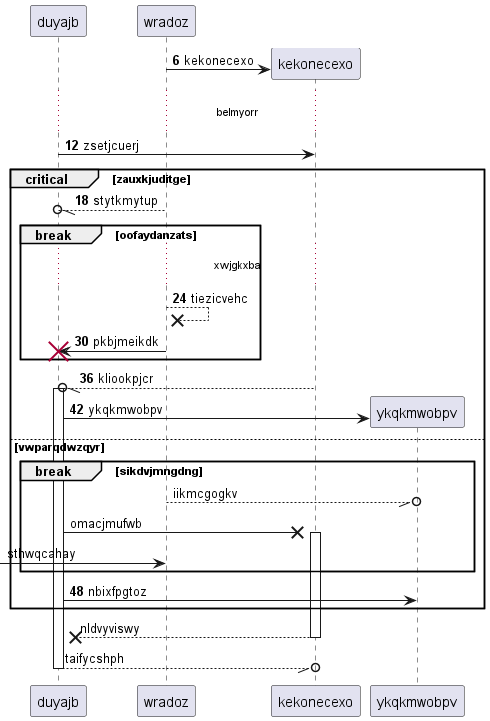 duyajb
wradoz
6 kekonecexo
kekonecexo
belmyorr
12 zsetjcuerj
critical [zauxkjuditge]
18 stytkmytup
break [oofaydanzats]
xwjgkxba
24 tiezicvehc
30 pkbjmeikdk
36 kliookpjcr
42 ykqkmwobpv
ykqkmwobpv
[vwparqdwzqyr]
break [sikdvjmngdng]
iikmcgogkv
omacjmufwb
sthwqcahay
48 nbixfpgtoz
nldvyviswy
taifycshph
duyajb
wradoz
kekonecexo
ykqkmwobpv